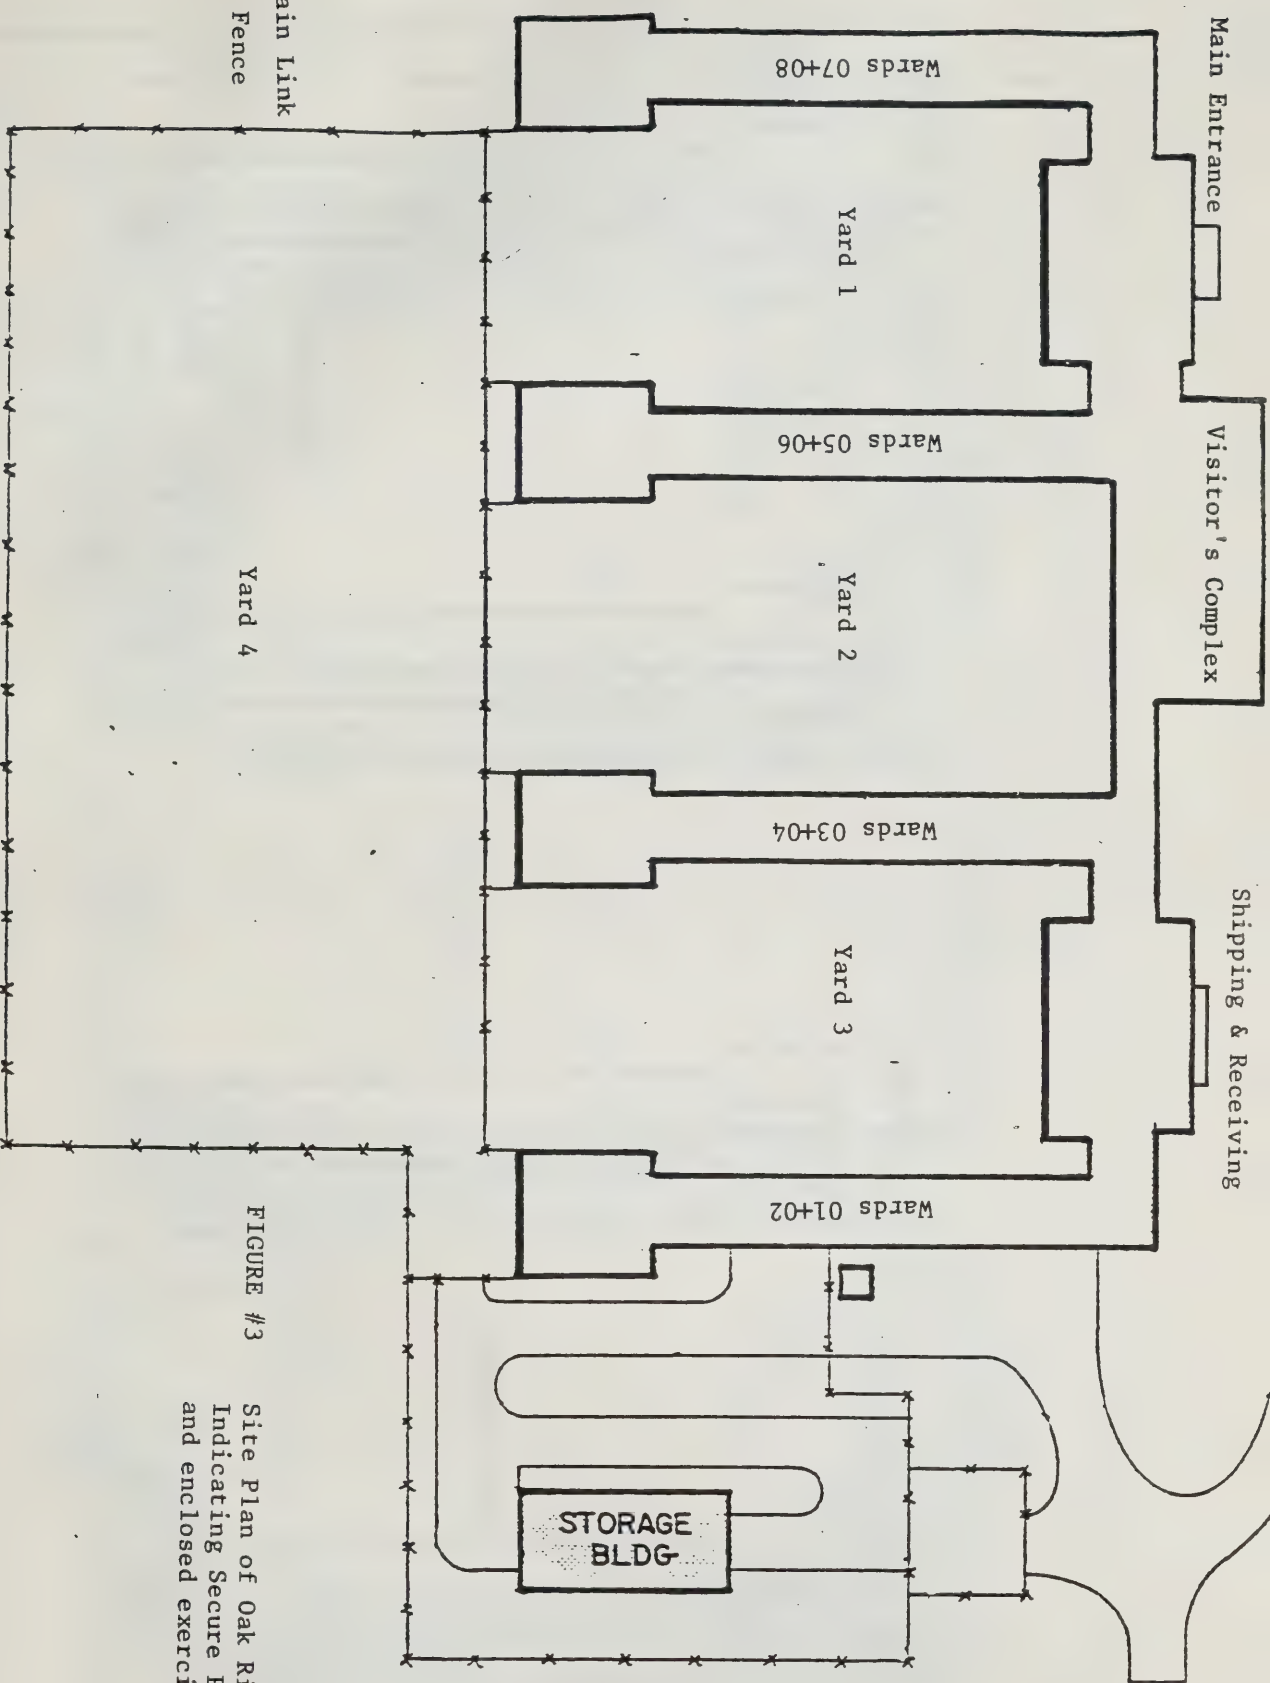 Main Entrance
Visitor's Complex
Shipping & Receiving
Wards 07+08
Wards 05+06
Wards 03+04
Wards 01+02
Yard 1
Yard 2
Yard 3
Yard 4
Link
Fence
STORAGE
BLDG
FIGURE #3
Site Plan of Oak
Indicating Secure
and enclosed